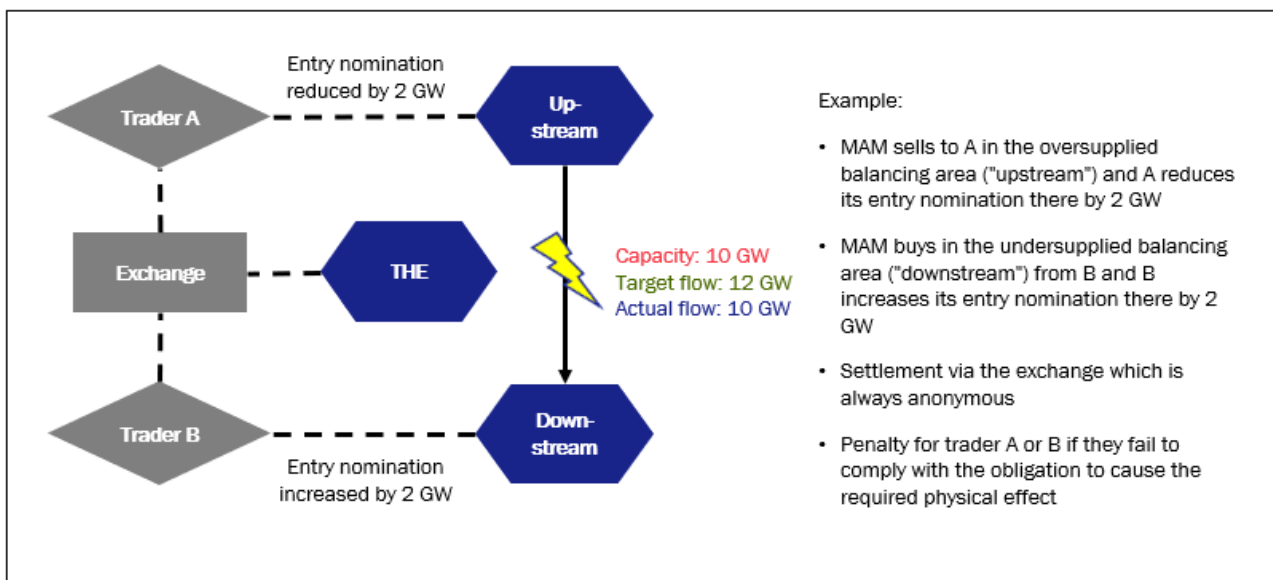 Entry nomination
reduced by 2 GW
Trader A
Up-
stream
Exchange
THE
Capacity: 10 GW
Target flow: 12 GW
Actual flow: 10 GW
Trader B
Down-
stream
Entry nomination
increased by 2 GW
Example:
• MAM sells to A in the oversupplied
balancing area ("upstream") and A reduces
its entry nomination there by 2 GW
• MAM buys in the undersupplied balancing
area ("downstream") from B and B
increases its entry nomination there by 2
GW
• Settlement via the exchange which is
always anonymous
• Penalty for trader A or B if they fail to
comply with the obligation to cause the
required physical effect